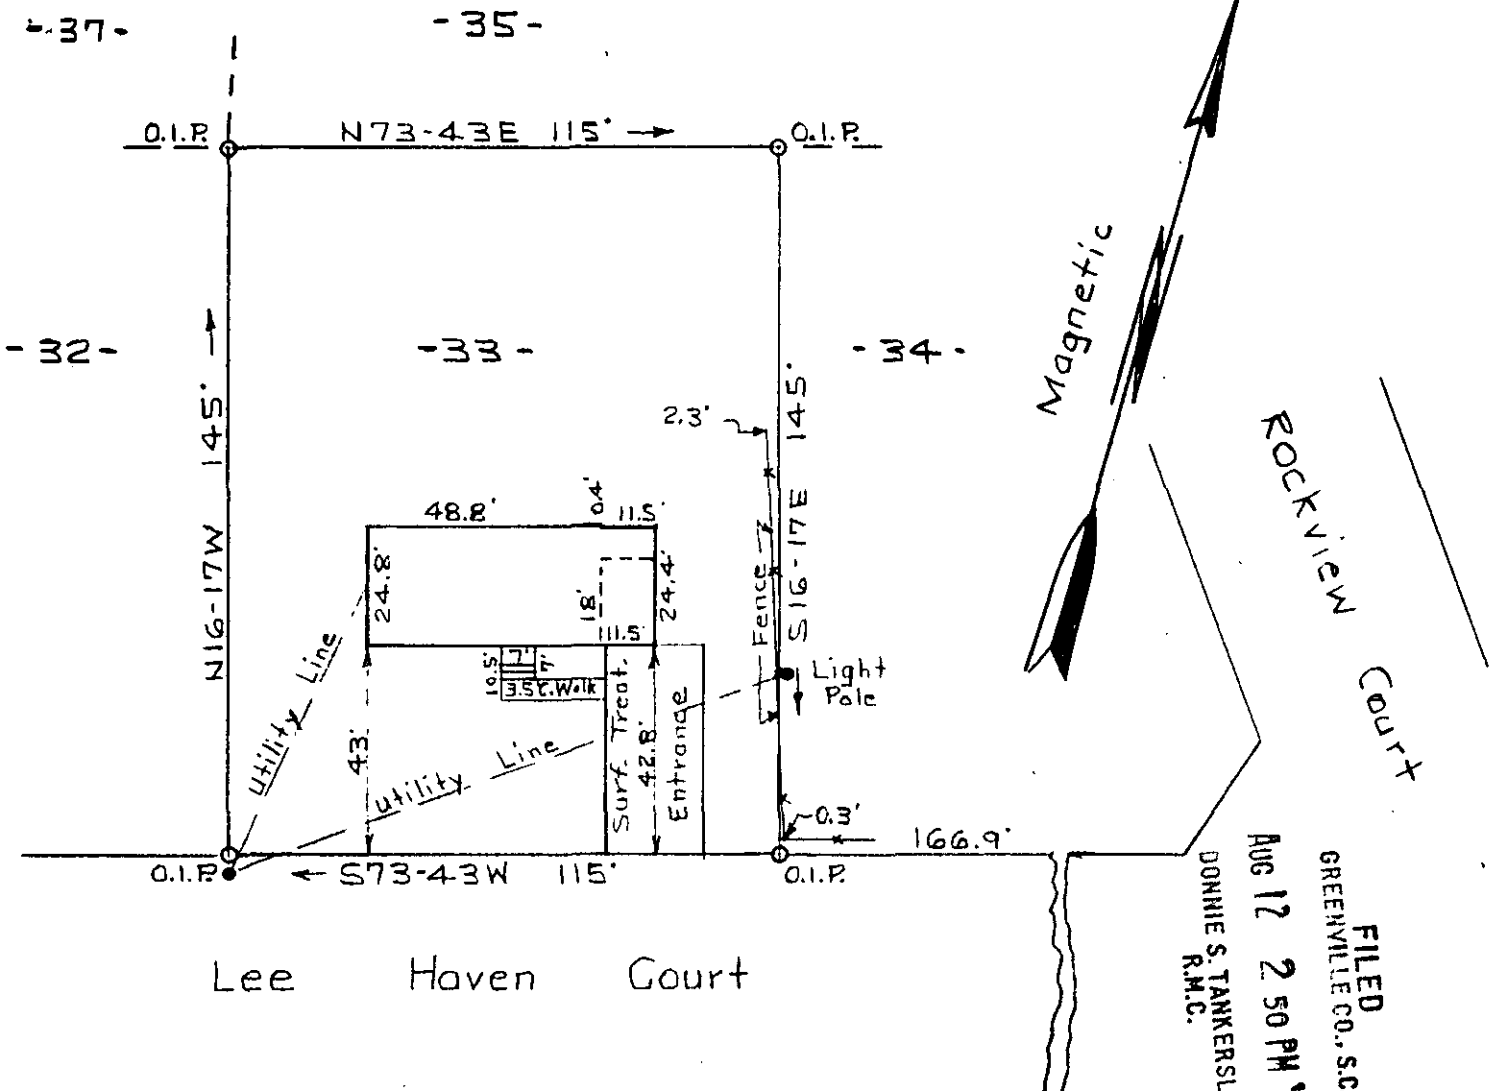 -37-
-35-
O.I.P.
N73-43E 115'
O.I.P.
-32-
-33-
-34-
N16-17W 145'
S16-17E 145'
Magnetic
Rockview Court
2.3'
48.8'
0.4'
11.5'
24.8'
18'
24.4'
11.5'
Fence
10.5'
7'
7'
3.5'C. Walk
Surf. Treat.
Entrance
43'
42.8'
Light
Pole
Utility Line
Utility Line
0.3'
166.9'
O.I.P.
S73-43W 115'
O.I.P.
Lee Haven Court
FILED
GREENVILLE CO., S.C
AUG 12 2 50 PM '
DONNIE S. TANKERSL
R.M.C.